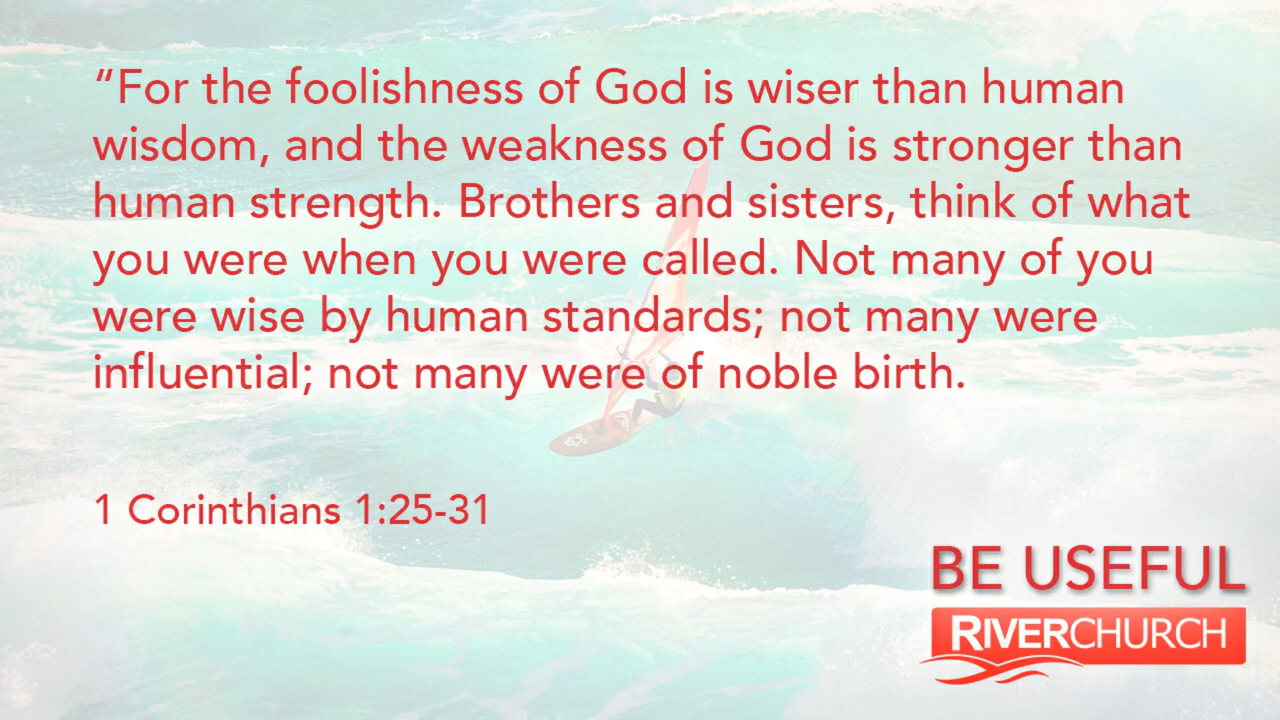 “For the foolishness of God is wiser than human
wisdom, and the weakness of God is stronger than
human strength. Brothers and sisters, think of what
you were when you were called. Not many of you
were wise by human standards; not many were
influential; not many were of noble birth.
1 Corinthians 1:25-31
BE USEFUL
RIVERCHURCH